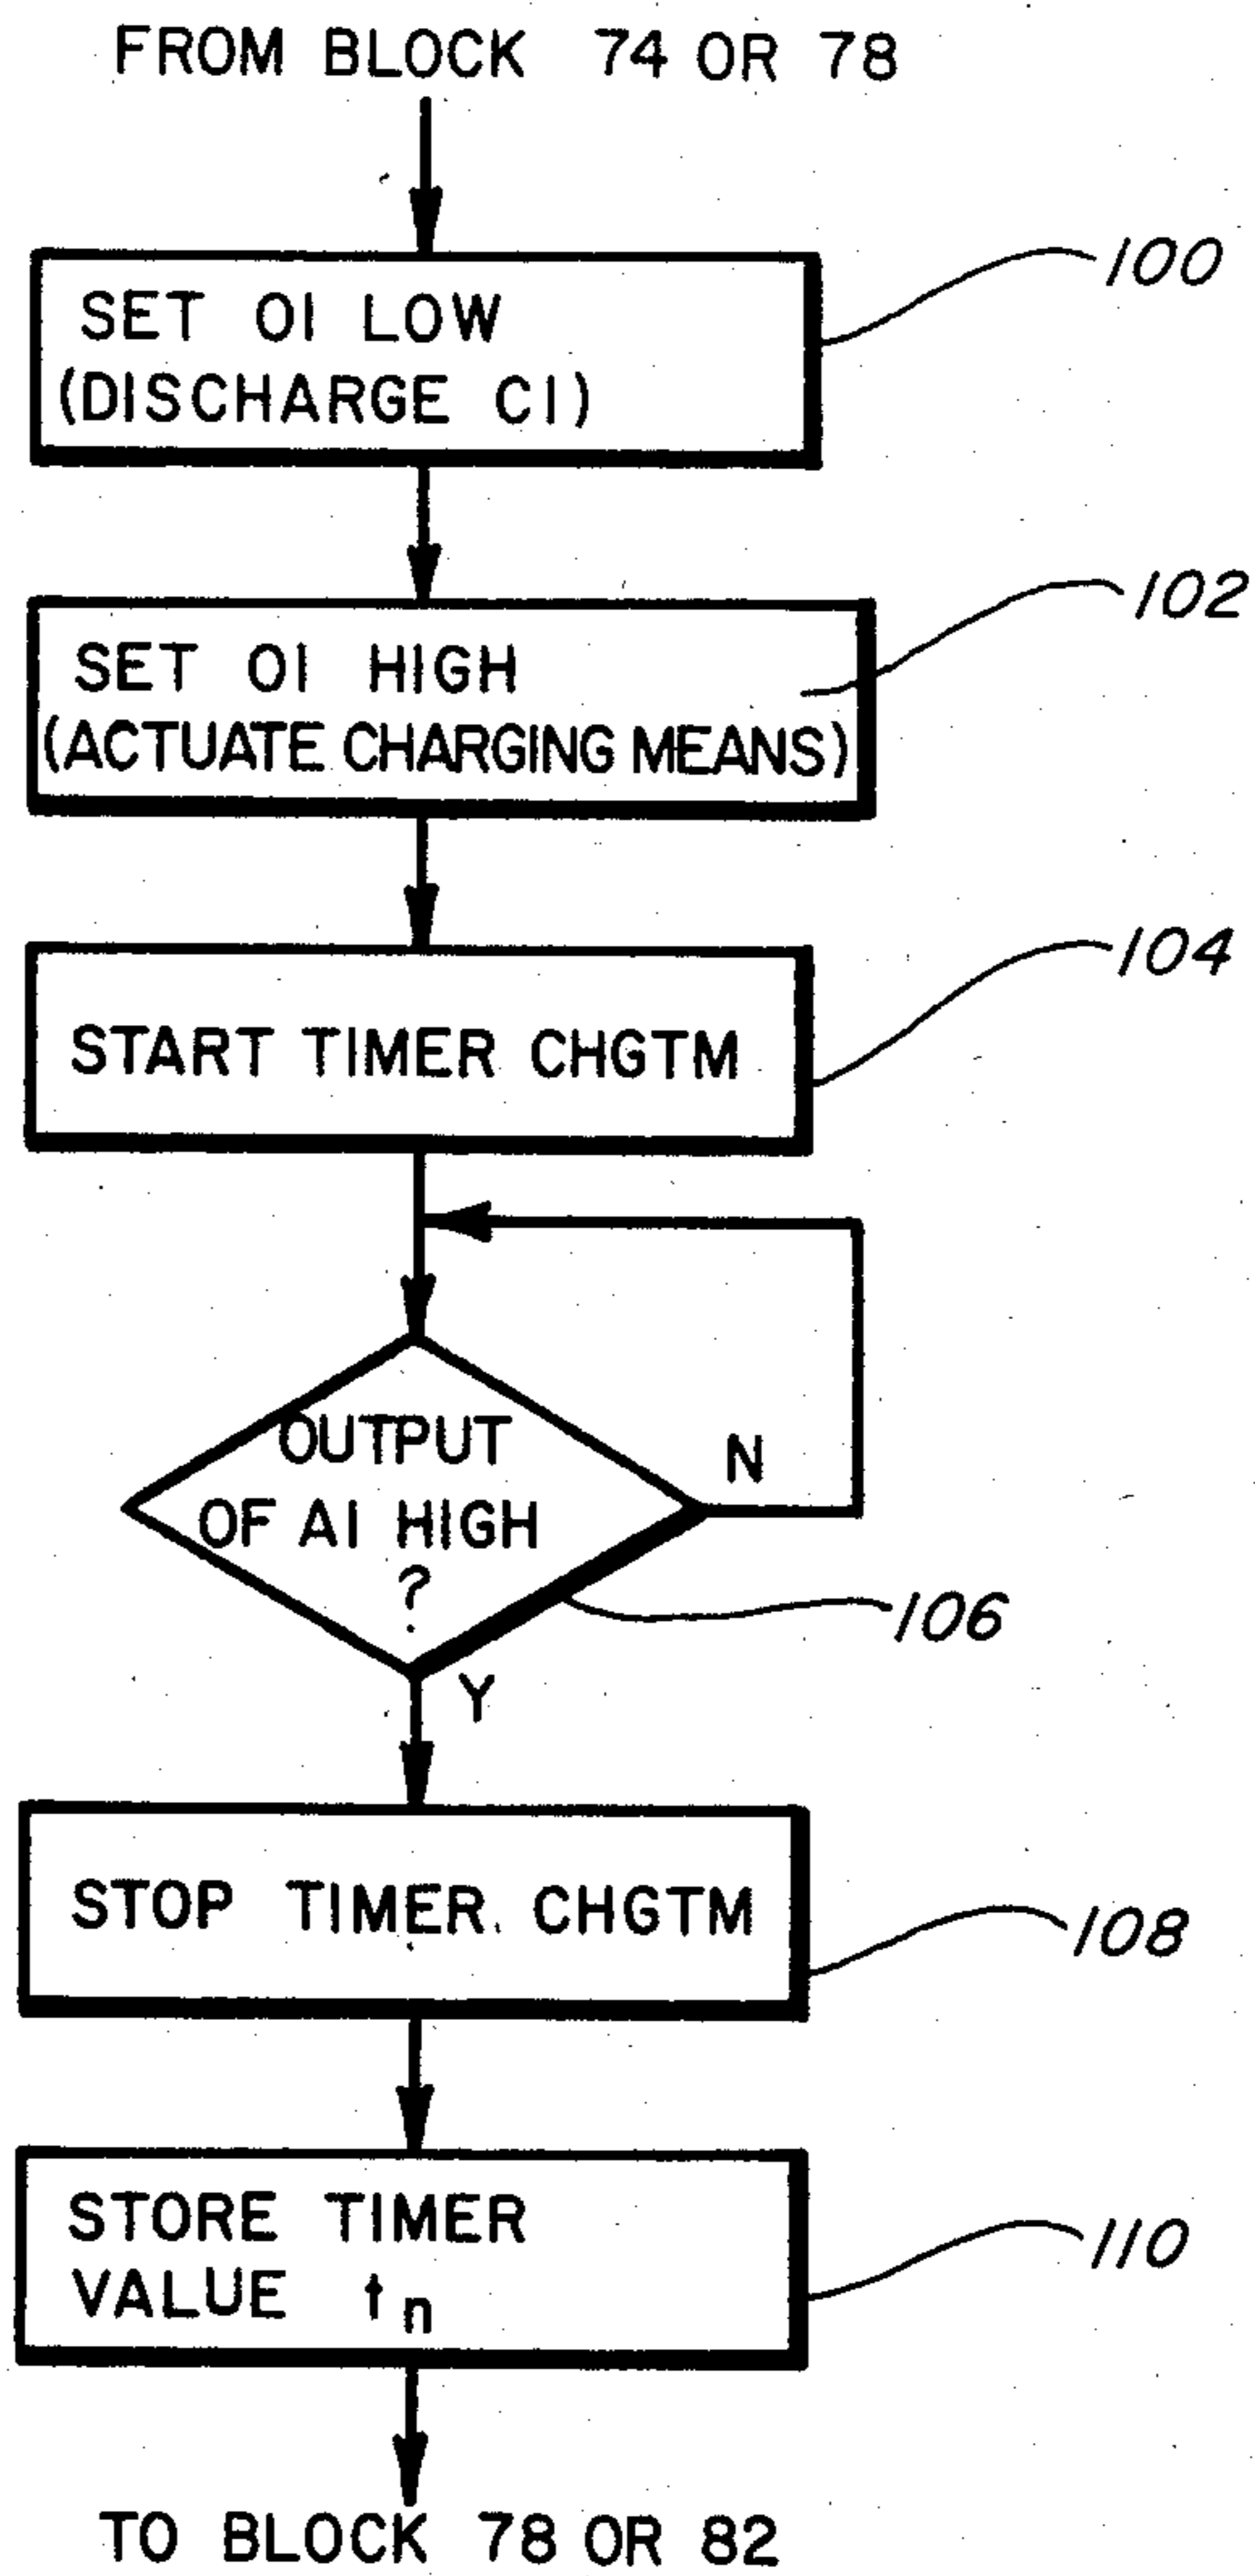 FROM BLOCK 74 OR 78
100
SET O1 LOW
(DISCHARGE C1)
102
SET O1 HIGH
(ACTUATE CHARGING MEANS)
104
START TIMER CHGTM
OUTPUT
OF A1 HIGH
?
N
106
Y
STOP TIMER CHGTM
108
STORE TIMER
VALUE tn
110
TO BLOCK 78 OR 82